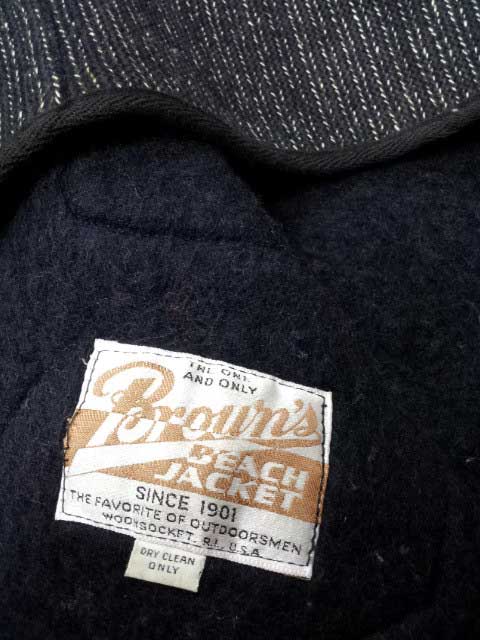 THE ONE
AND ONLY
Brown's
BEACH
JACKET
SINCE 1901
THE FAVORITE OF OUTDOORSMEN
WOONSOCKET, R.I. U.S.A.
DRY CLEAN
ONLY